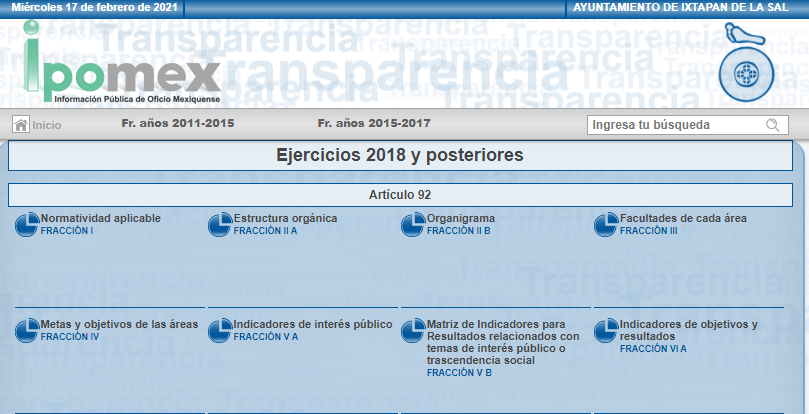 Miércoles 17 de febrero de 2021
AYUNTAMIENTO DE IXTAPAN DE LA SAL
Transparencia
Transparencia
Transparencia
Transparencia
ipomex
Información Pública de Oficio Mexiquense
Inicio
Fr. años 2011-2015
Fr. años 2015-2017
Ingresa tu búsqueda
Ejercicios 2018 y posteriores
Artículo 92
Normatividad aplicable
FRACCIÓN I
Estructura orgánica
FRACCIÓN II A
Organigrama
FRACCIÓN II B
Facultades de cada área
FRACCIÓN III
Metas y objetivos de las áreas
FRACCIÓN IV
Indicadores de interés público
FRACCIÓN V A
Matriz de Indicadores para
Resultados relacionados con
temas de interés público o
trascendencia social
FRACCIÓN V B
Indicadores de objetivos y
resultados
FRACCIÓN VI A